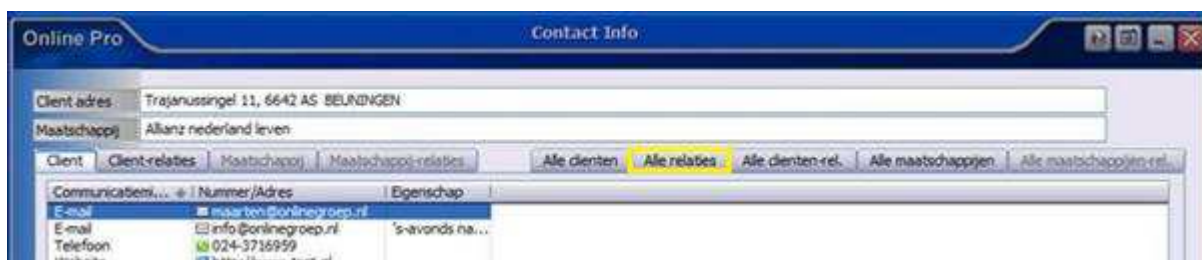 Online Pro Contact Info
Client adres Trajanussingel 11, 6642 AS BEUNINGEN
Maatschappij Allianz nederland leven
Client Client-relaties Maatschappij Maatschappij-relaties Alle clienten Alle relaties Alle clienten-rel. Alle maatschappijen Alle maatschappijen-rel.
Communicatiemi... Nummer/Adres Eigenschap
E-mail maarten@onlinegroep.nl
E-mail info@onlinegroep.nl 's-avonds na...
Telefoon 024-3716959